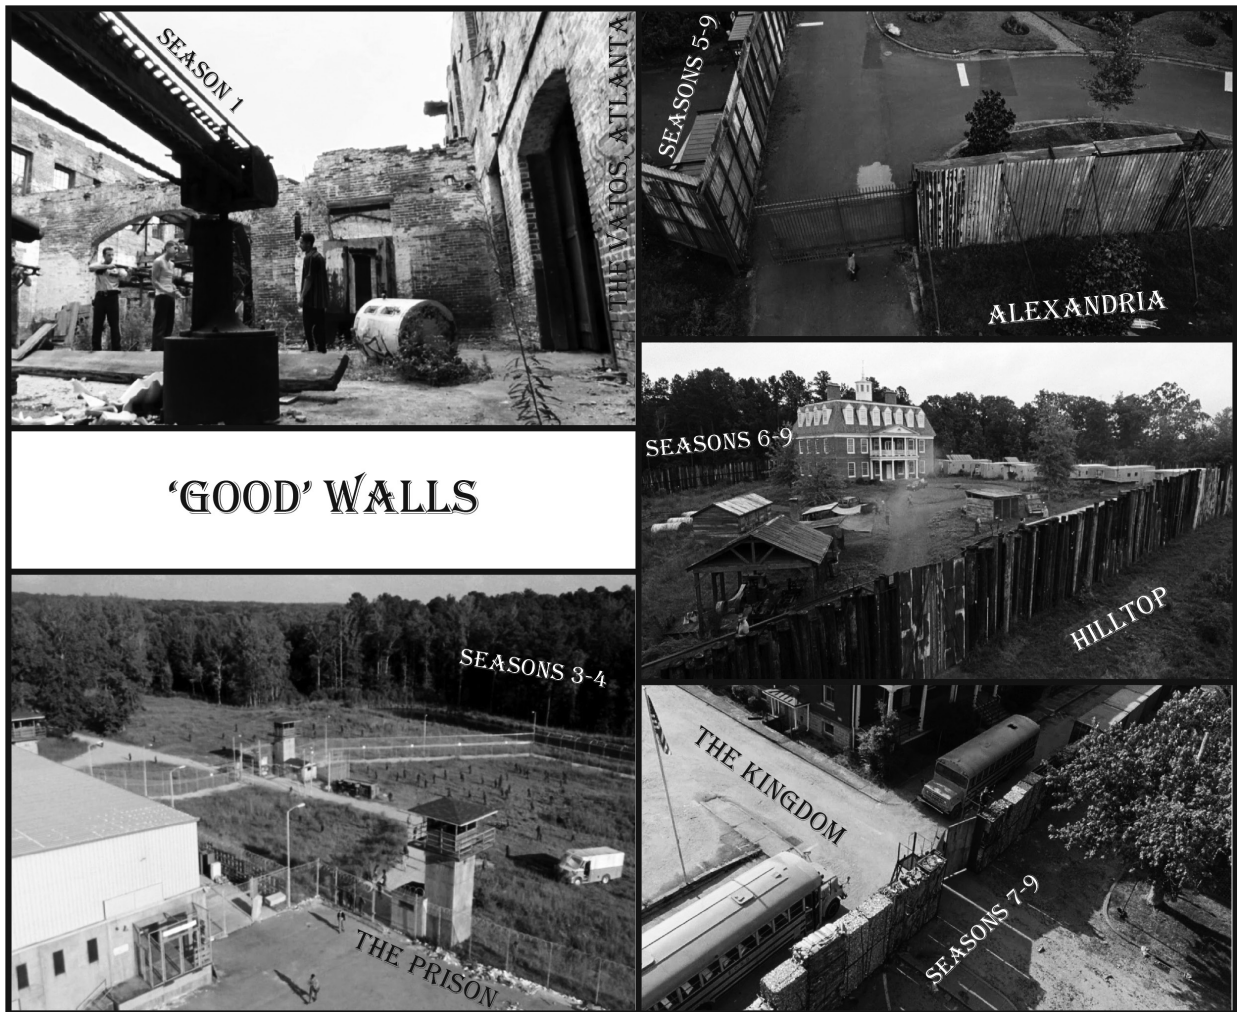 SEASON 1
THE VATOS, ATLANTA
'GOOD' WALLS
SEASONS 3-4
THE PRISON
SEASONS 5-9
ALEXANDRIA
SEASONS 6-9
HILLTOP
THE KINGDOM
SEASONS 7-9